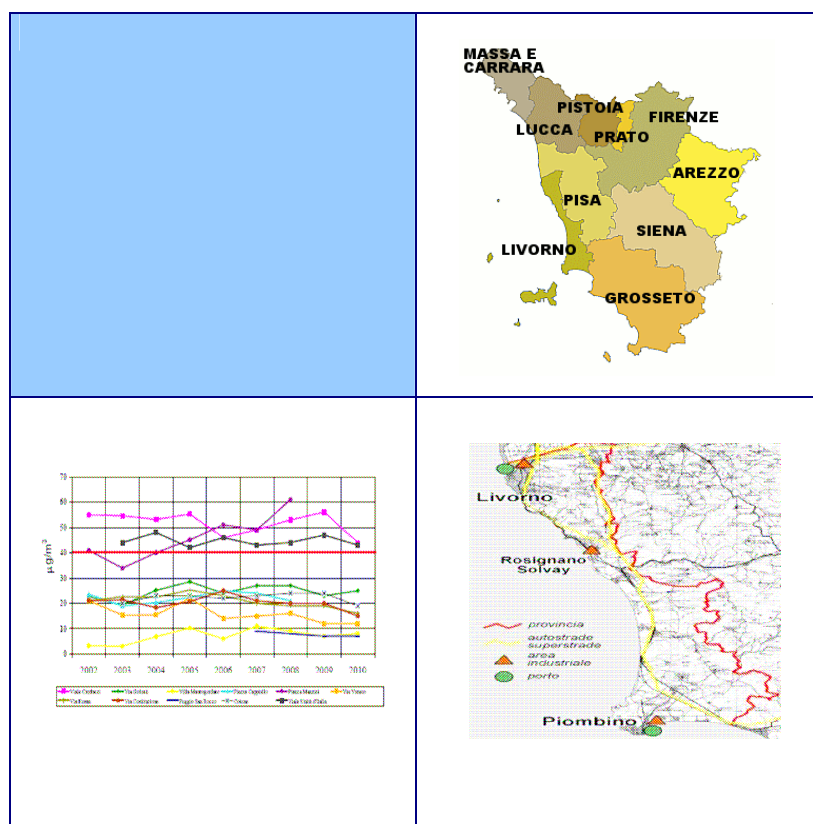 MASSA E
CARRARA
PISTOIA
FIRENZE
LUCCA
PRATO
AREZZO
PISA
SIENA
LIVORNO
GROSSETO
70
60
50
40
30
20
10
0
µg/m³
2002 2003 2004 2005 2006 2007 2008 2009 2010
Livorno
Rosignano
Solvay
provincia
autostrade
superstrade
area
industriale
porto
Piombino